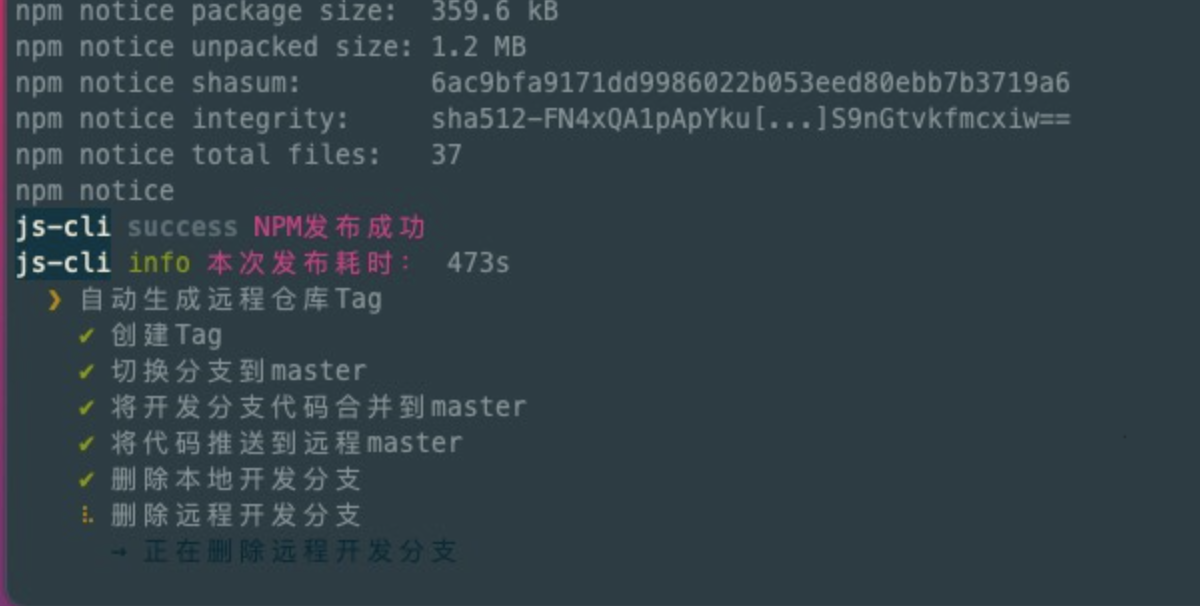 npm notice package size:  359.6 kB
npm notice unpacked size: 1.2 MB
npm notice shasum:        6ac9bfa9171dd9986022b053eed80ebb7b3719a6
npm notice integrity:     sha512-FN4xQA1pApYku[...]S9nGtvkfmcxiw==
npm notice total files:   37
npm notice
js-cli success NPM发布成功
js-cli info 本次发布耗时： 473s
❯ 自动生成远程仓库Tag
✔ 创建Tag
✔ 切换分支到master
✔ 将开发分支代码合并到master
✔ 将代码推送到远程master
✔ 删除本地开发分支
⠧ 删除远程开发分支
→ 正在删除远程开发分支